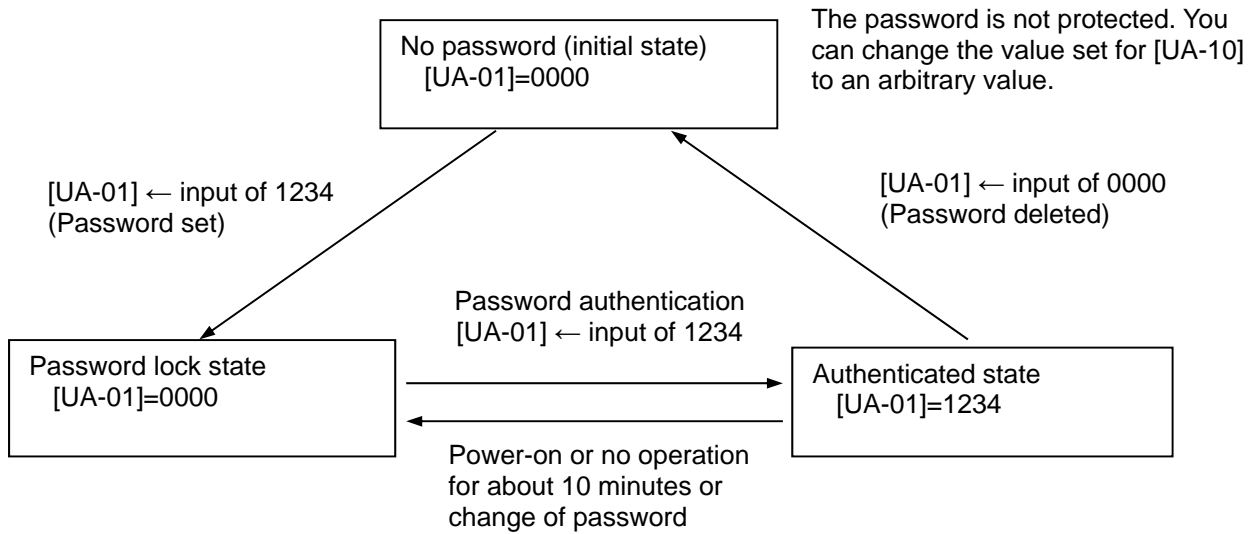 No password (initial state)
[UA-01]=0000
The password is not protected. You
can change the value set for [UA-10]
to an arbitrary value.
[UA-01] ← input of 1234
(Password set)
[UA-01] ← input of 0000
(Password deleted)
Password authentication
[UA-01] ← input of 1234
Password lock state
[UA-01]=0000
Authenticated state
[UA-01]=1234
Power-on or no operation
for about 10 minutes or
change of password